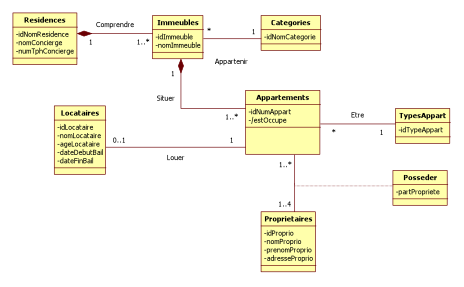 Residences
-idNomResidence
-nomConcierge
-numTphConcierge
Comprendre
1
1..*
Immeubles
-idImmeuble
-nomImmeuble
*
1
Appartenir
Categories
-idNomCategorie
1
Situer
1..*
Appartements
-idNumAppart
-/estOccupe
Etre
*
1
TypesAppart
-idTypeAppart
Locataires
-idLocataire
-nomLocataire
-ageLocataire
-dateDebutBail
-dateFinBail
0..1
1
Louer
1..*
1..4
Posseder
-partPropriete
Proprietaires
-idProprio
-nomProprio
-prenomProprio
-adresseProprio